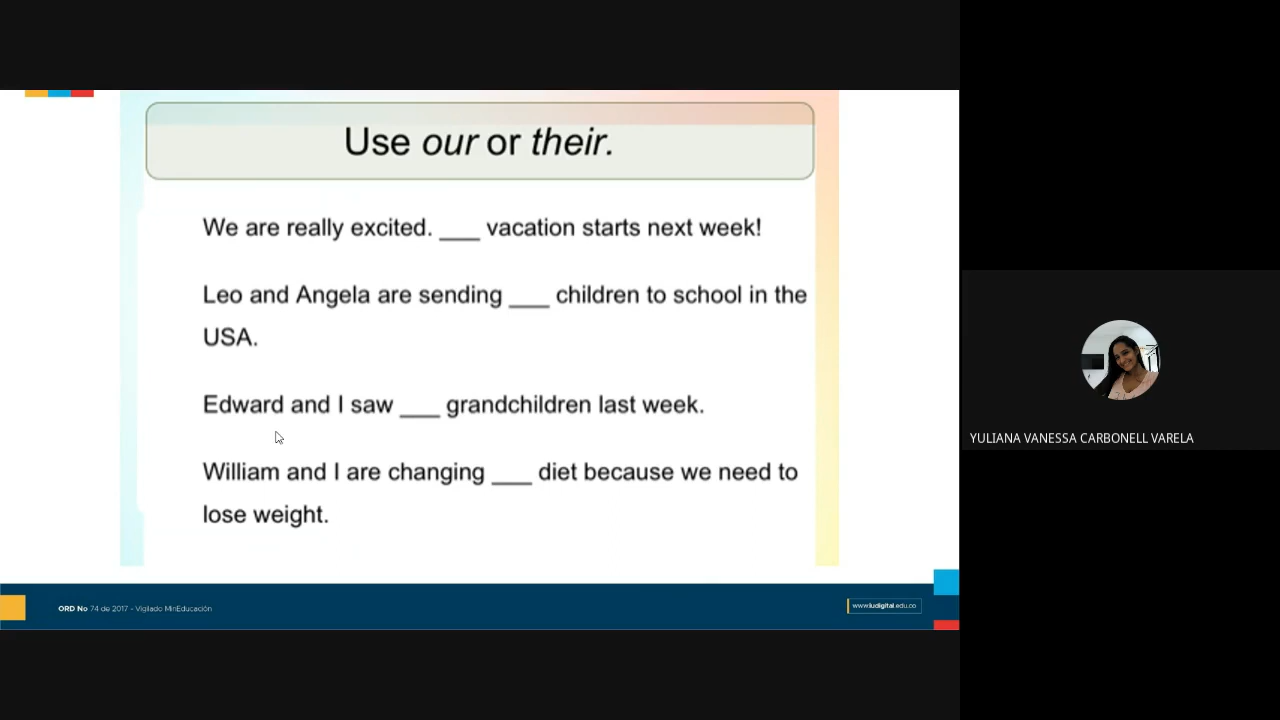 Use our or their.
We are really excited. ___ vacation starts next week!
Leo and Angela are sending ___ children to school in the
USA.
Edward and I saw ___ grandchildren last week.
William and I are changing ___ diet because we need to
lose weight.
YULIANA VANESSA CARBONELL VARELA
ORD No 74 de 2017 - Vigilado MinEducación
www.iudigital.edu.co